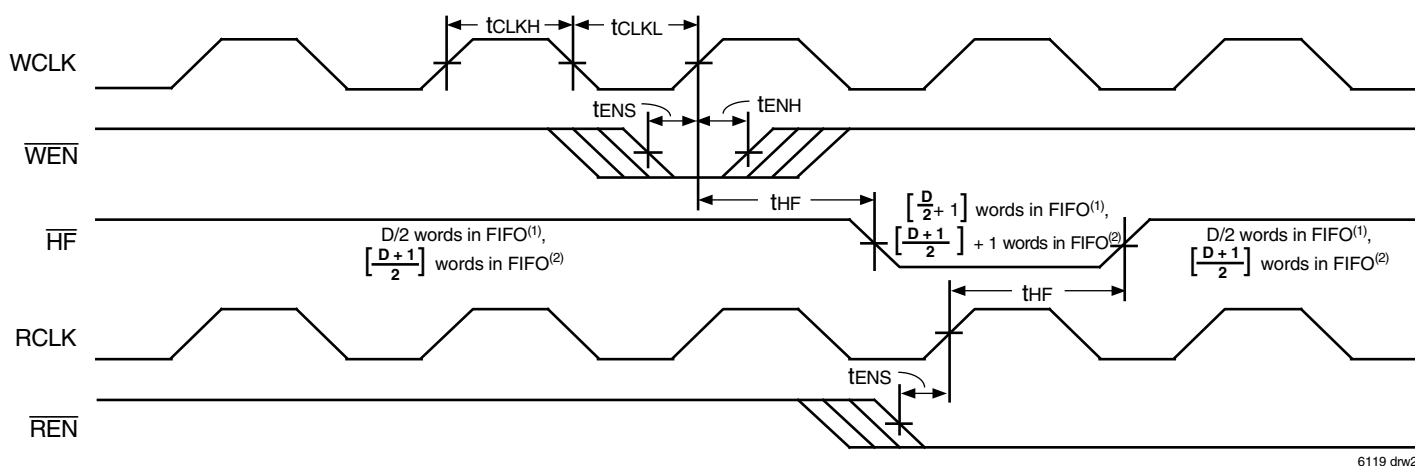 tCLKH
tCLKL
WCLK
tENS
tENH
WEN
tHF
[D/2 + 1] words in FIFO(1),
[D + 1/2] + 1 words in FIFO(2)
HF
D/2 words in FIFO(1),
[D + 1/2] words in FIFO(2)
D/2 words in FIFO(1),
[D + 1/2] words in FIFO(2)
tHF
RCLK
tENS
REN
6119 drw2